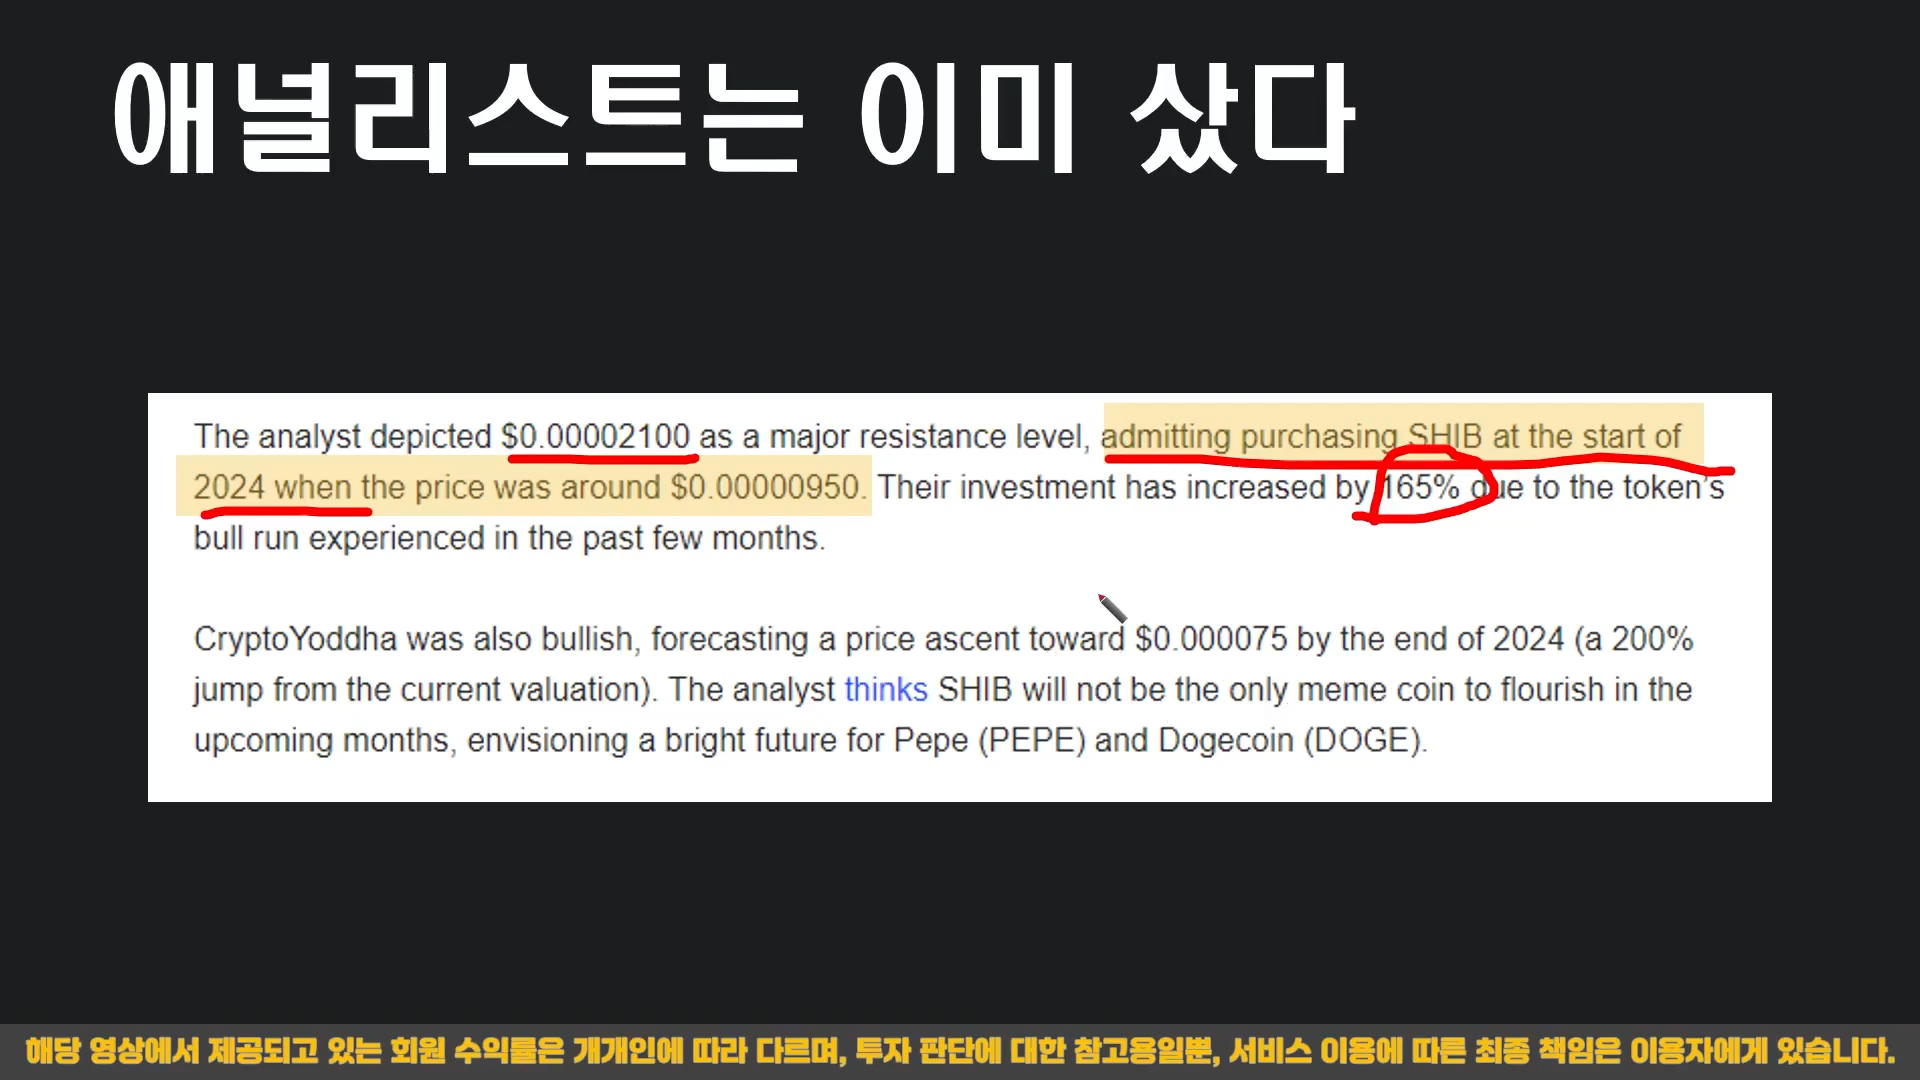 애널리스트는 이미 샀다
The analyst depicted $0.00002100 as a major resistance level, admitting purchasing SHIB at the start of
2024 when the price was around $0.00000950. Their investment has increased by 165% due to the token's
bull run experienced in the past few months.
CryptoYoddha was also bullish, forecasting a price ascent toward $0.000075 by the end of 2024 (a 200%
jump from the current valuation). The analyst thinks SHIB will not be the only meme coin to flourish in the
upcoming months, envisioning a bright future for Pepe (PEPE) and Dogecoin (DOGE).
해당 영상에서 제공되고 있는 회원 수익률은 개개인에 따라 다르며, 투자 판단에 대한 참고용일뿐, 서비스 이용에 따른 최종 책임은 이용자에게 있습니다.